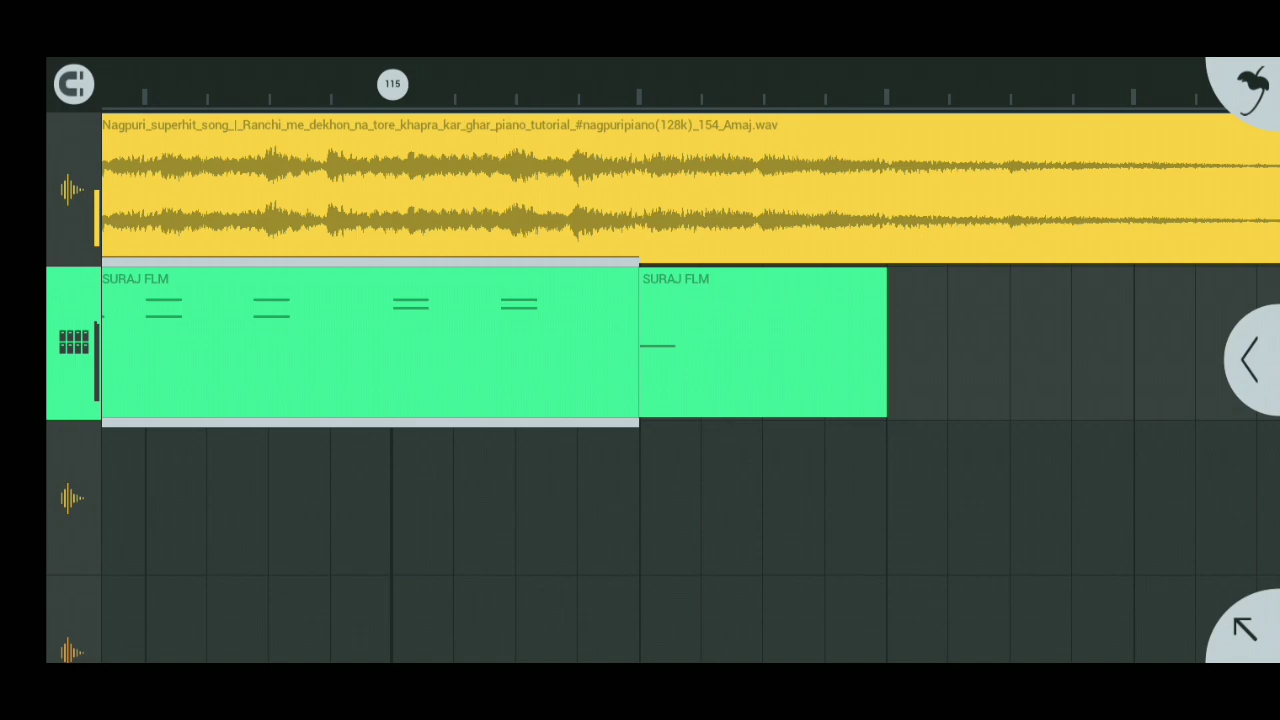 115
Nagpuri_superhit_song_|_Ranchi_me_dekhon_na_tore_khapra_kar_ghar_piano_tutorial_#nagpuripiano(128k)_154_Amaj.wav
SURAJ FLM SURAJ FLM